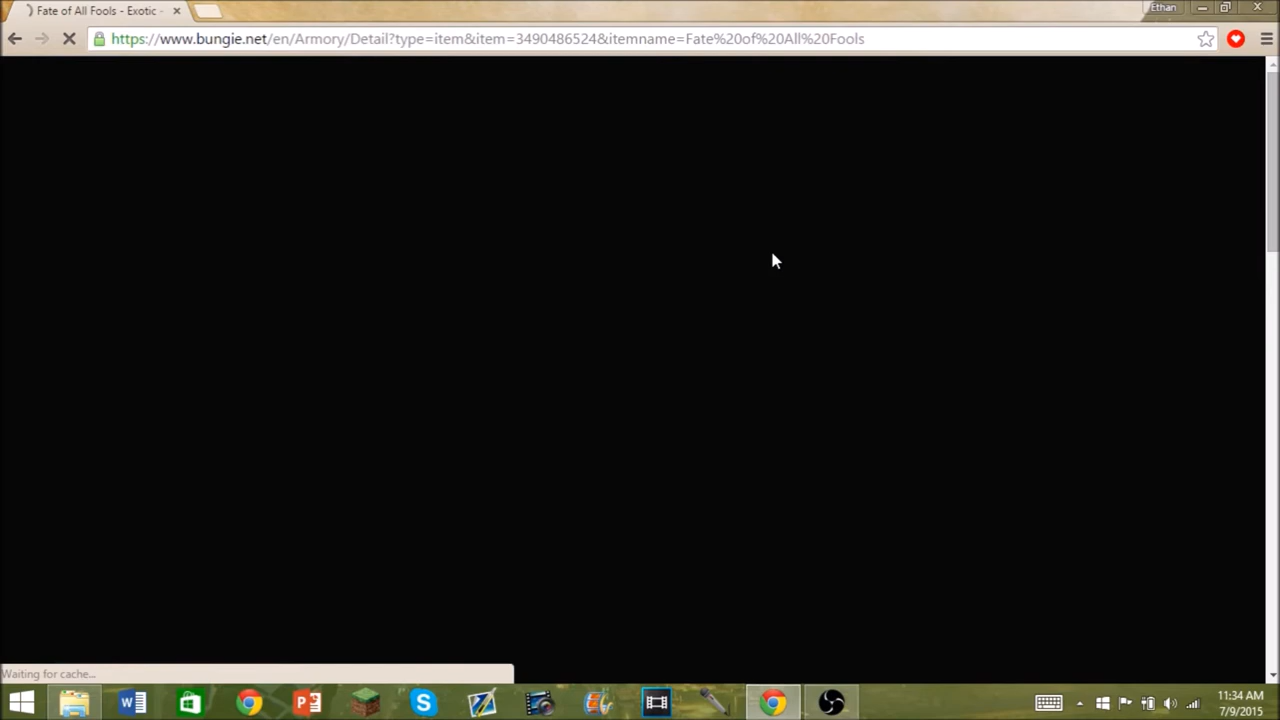 Fate of All Fools - Exotic -
Ethan
https://www.bungie.net/en/Armory/Detail?type=item&item=3490486524&itemname=Fate%20of%20All%20Fools
Waiting for cache...
11:34 AM
7/9/2015